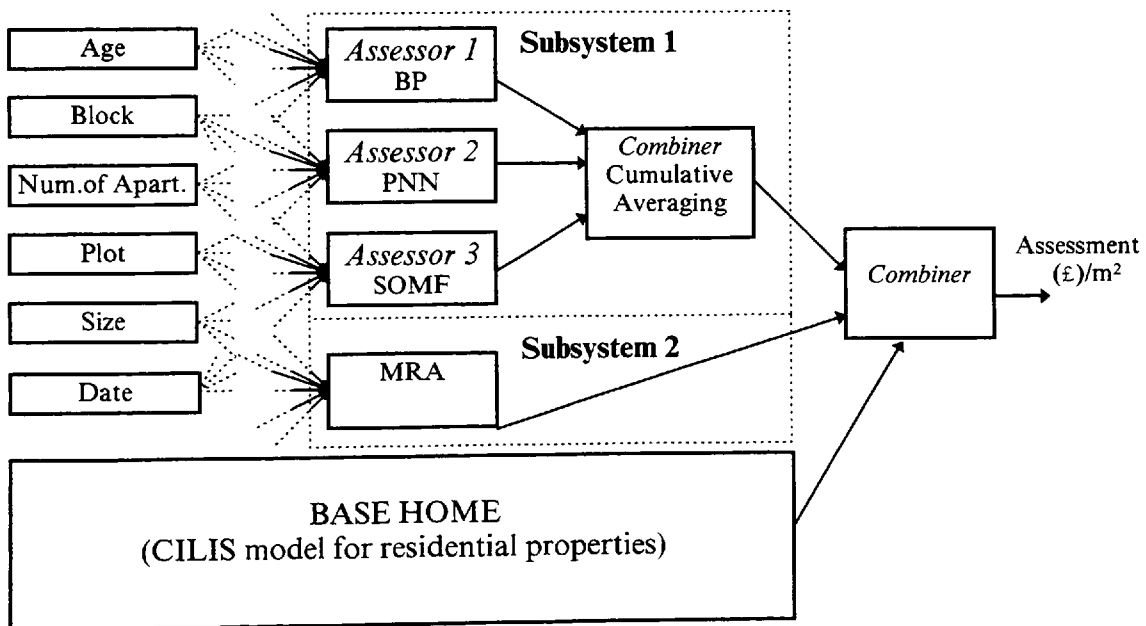 Age
Block
Num.of Apart.
Plot
Size
Date
Subsystem 1
Assessor 1
BP
Assessor 2
PNN
Assessor 3
SOMF
Combiner
Cumulative
Averaging
Subsystem 2
MRA
Combiner
Assessment
(£)/m²
BASE HOME
(CILIS model for residential properties)